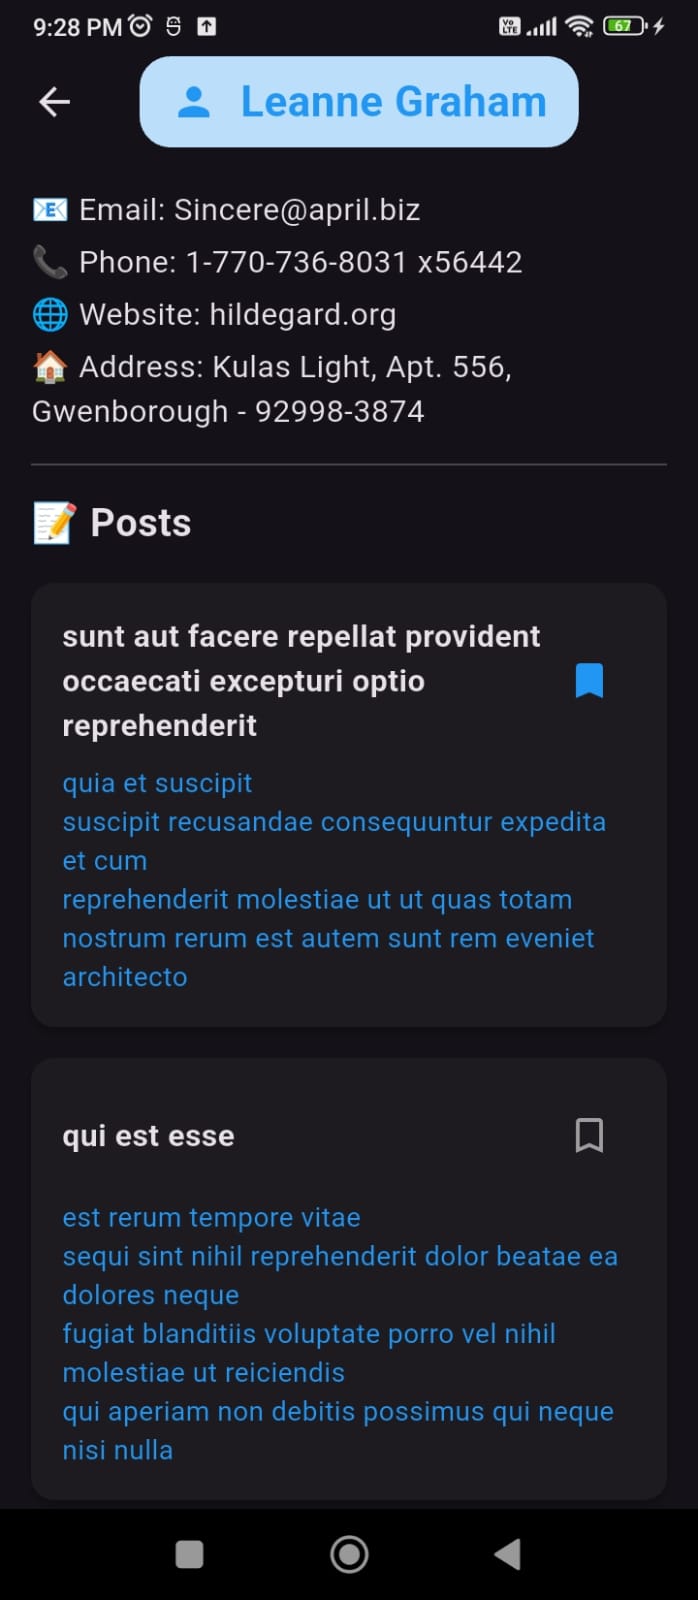 9:28 PM
Vo LTE
67
Leanne Graham
Email: Sincere@april.biz
Phone: 1-770-736-8031 x56442
Website: hildegard.org
Address: Kulas Light, Apt. 556,
Gwenborough - 92998-3874
Posts
sunt aut facere repellat provident
occaecati excepturi optio
reprehenderit
quia et suscipit
suscipit recusandae consequuntur expedita
et cum
reprehenderit molestiae ut ut quas totam
nostrum rerum est autem sunt rem eveniet
architecto
qui est esse
est rerum tempore vitae
sequi sint nihil reprehenderit dolor beatae ea
dolores neque
fugiat blanditiis voluptate porro vel nihil
molestiae ut reiciendis
qui aperiam non debitis possimus qui neque
nisi nulla